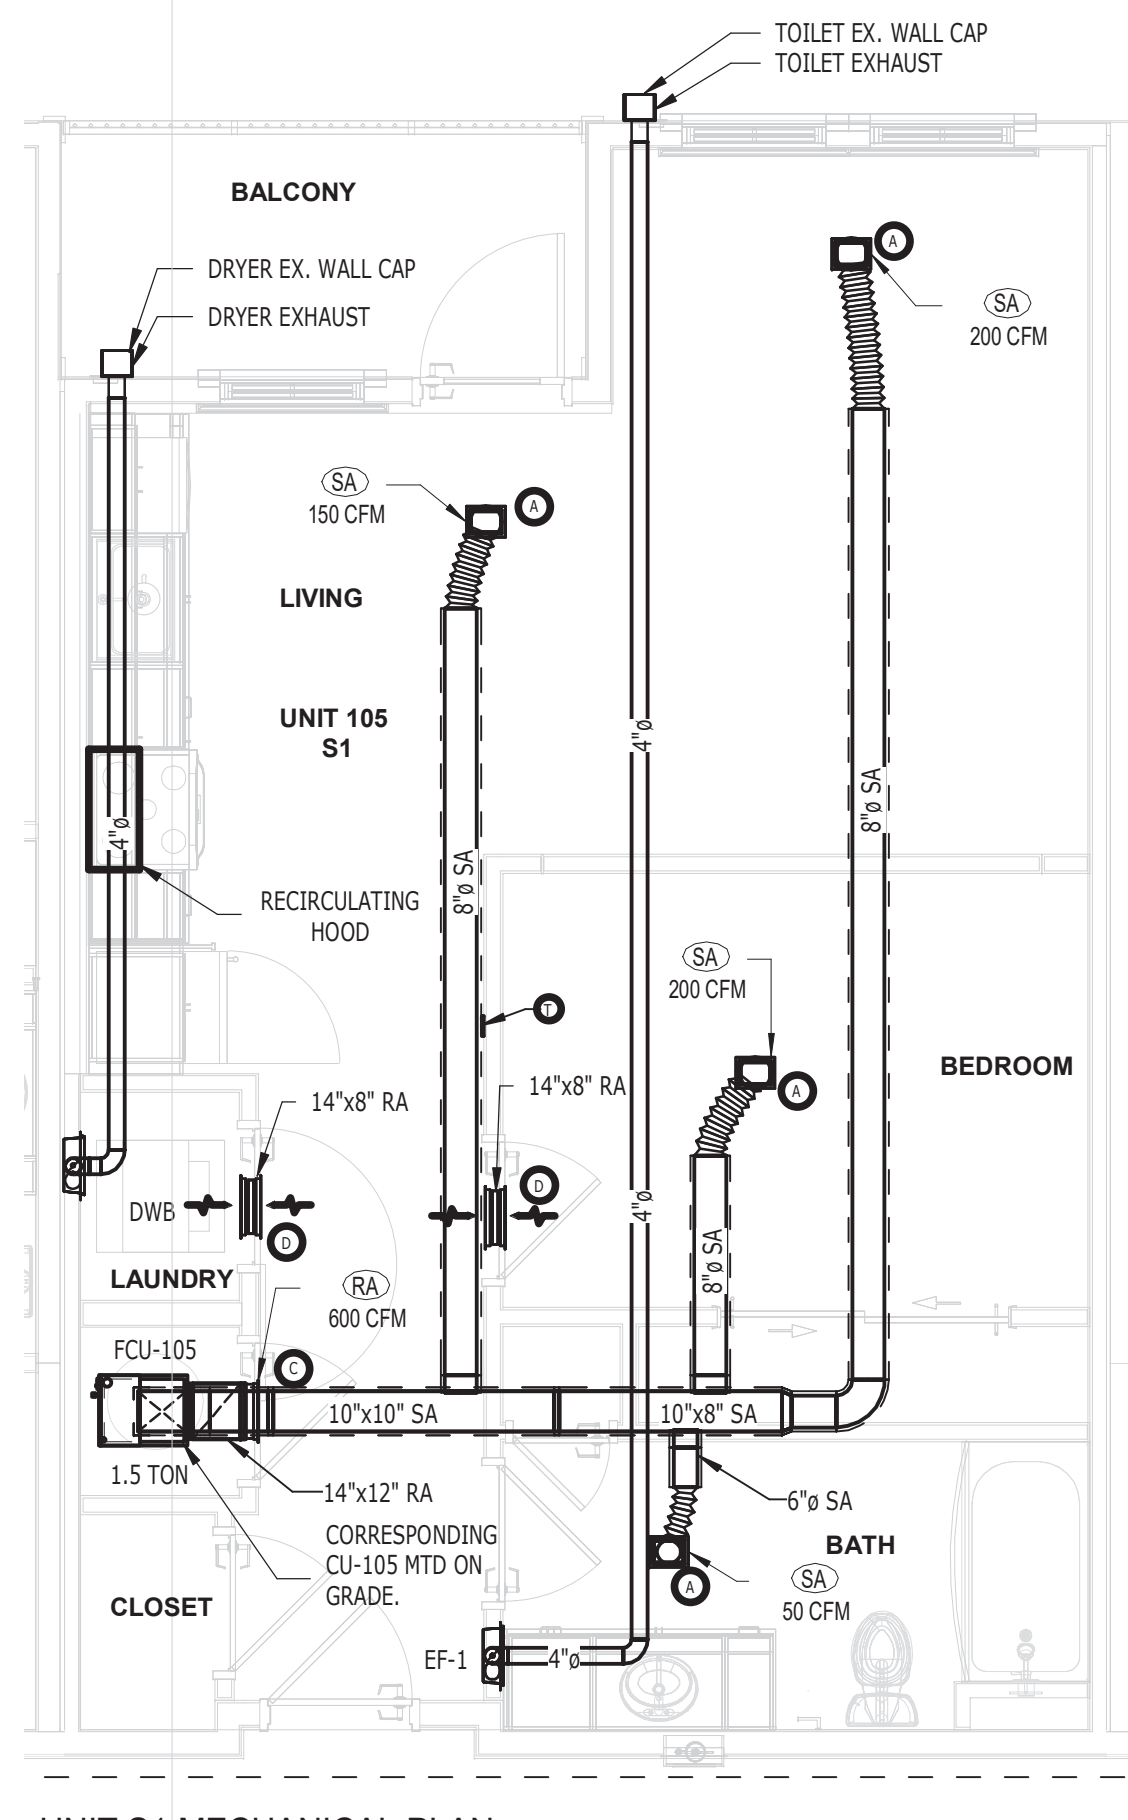 TOILET EX. WALL CAP
TOILET EXHAUST
BALCONY
DRYER EX. WALL CAP
DRYER EXHAUST
A
SA
200 CFM
SA
150 CFM
A
LIVING
UNIT 105
S1
4"ø
8"ø SA
4"ø
RECIRCULATING
HOOD
8"ø SA
SA
200 CFM
T
BEDROOM
A
14"x8" RA
14"x8" RA
D
4"ø
DWB
D
8"ø SA
LAUNDRY
RA
600 CFM
FCU-105
C
10"x10" SA
10"x8" SA
1.5 TON
14"x12" RA
6"ø SA
CORRESPONDING
CU-105 MTD ON
GRADE.
BATH
A
SA
50 CFM
CLOSET
EF-1
4"ø
UNIT S1 MECHANICAL PLAN